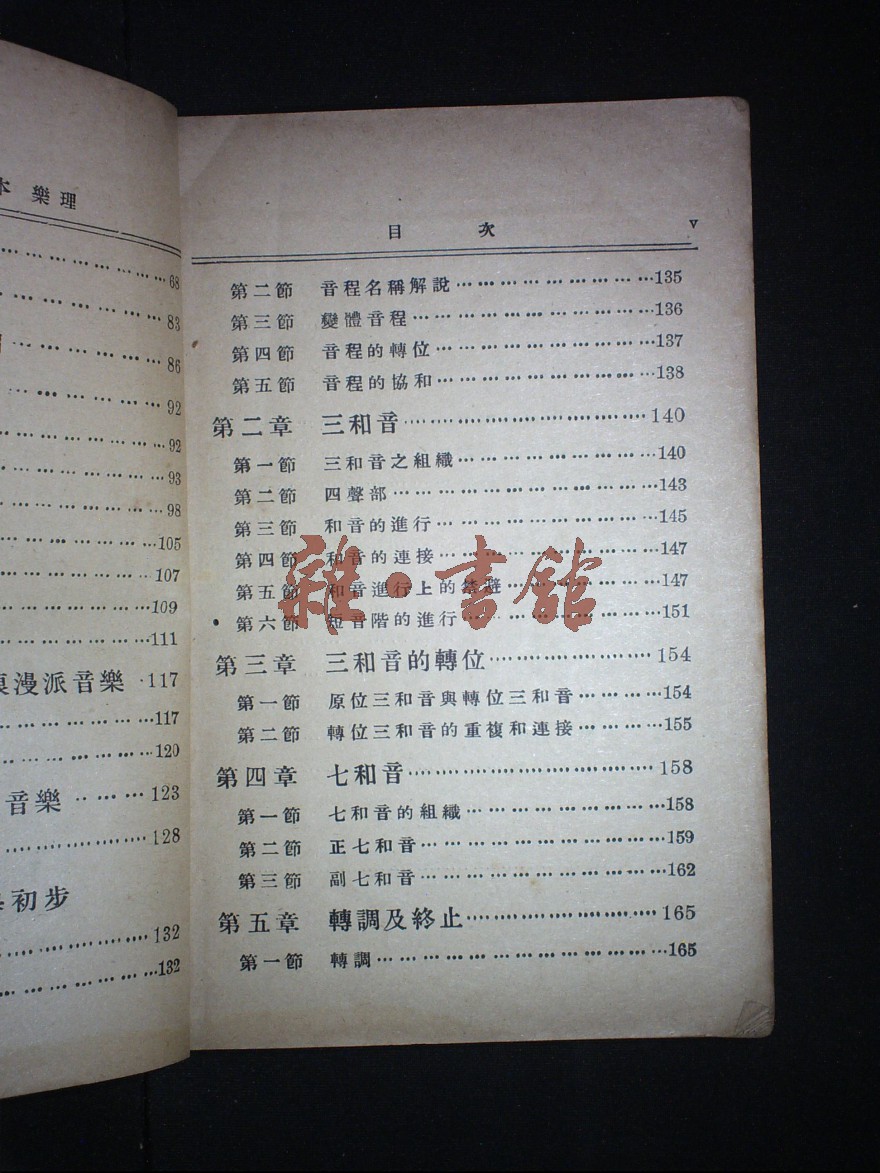 本 樂 理
68
83
86
92
92
93
98
105
107
109
111
浪漫派音樂 117
117
120
音樂 123
128
初步
132
132
目 次 v
第二節 音程名稱解說 135
第三節 變體音程 136
第四節 音程的轉位 137
第五節 音程的協和 138
第二章 三和音 140
第一節 三和音之組織 140
第二節 四聲部 143
第三節 和音的進行 145
第四節 和音的連接 147
第五節 和音進行上的禁避 147
第六節 短音階的進行 151
第三章 三和音的轉位 154
第一節 原位三和音與轉位三和音 154
第二節 轉位三和音的重複和連接 155
第四章 七和音 158
第一節 七和音的組織 158
第二節 正七和音 159
第三節 副七和音 162
第五章 轉調及終止 165
第一節 轉調 165
雜·書舘